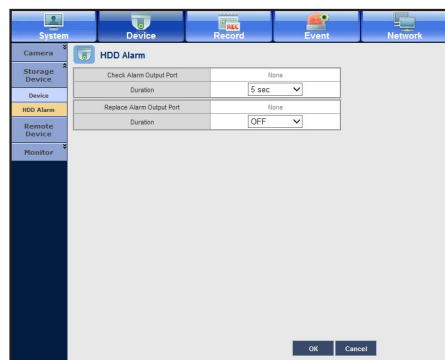 System Device Record Event Network
REC
Camera
Storage Device
Device
HDD Alarm
Remote Device
Monitor
HDD Alarm
Check Alarm Output Port None
Duration 5 sec
Replace Alarm Output Port None
Duration OFF
OK Cancel